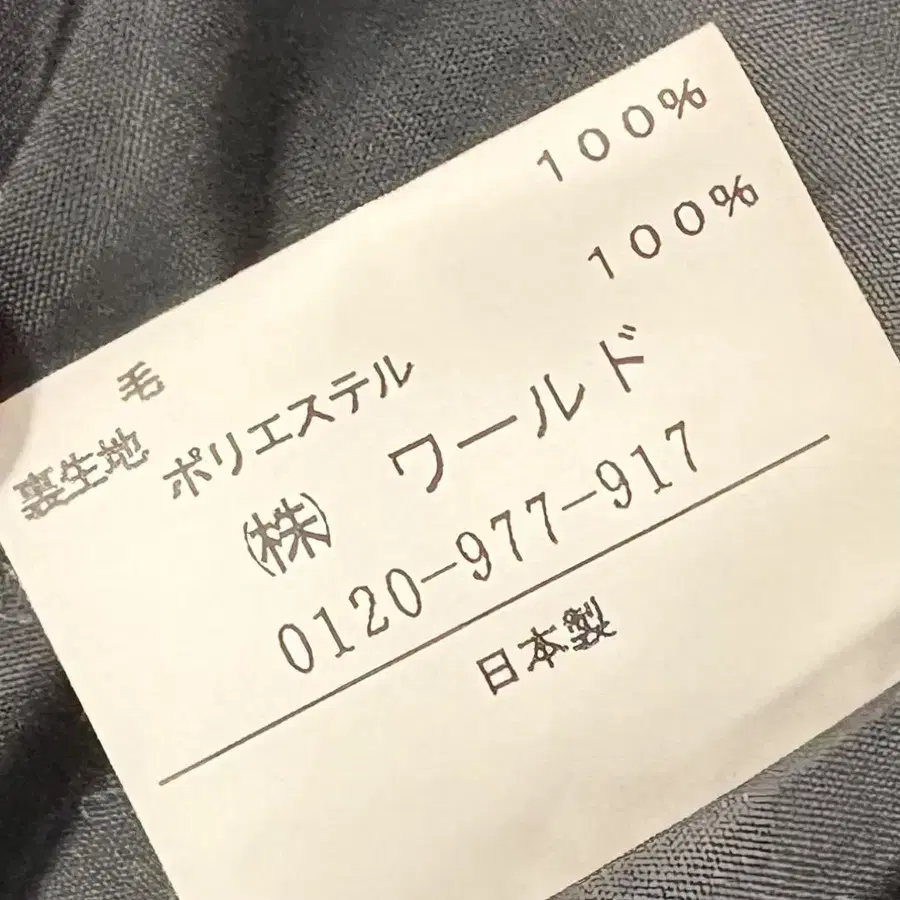 毛 100%
裏生地 ポリエステル 100%
㈱ ワールド
0120-977-917
日本製